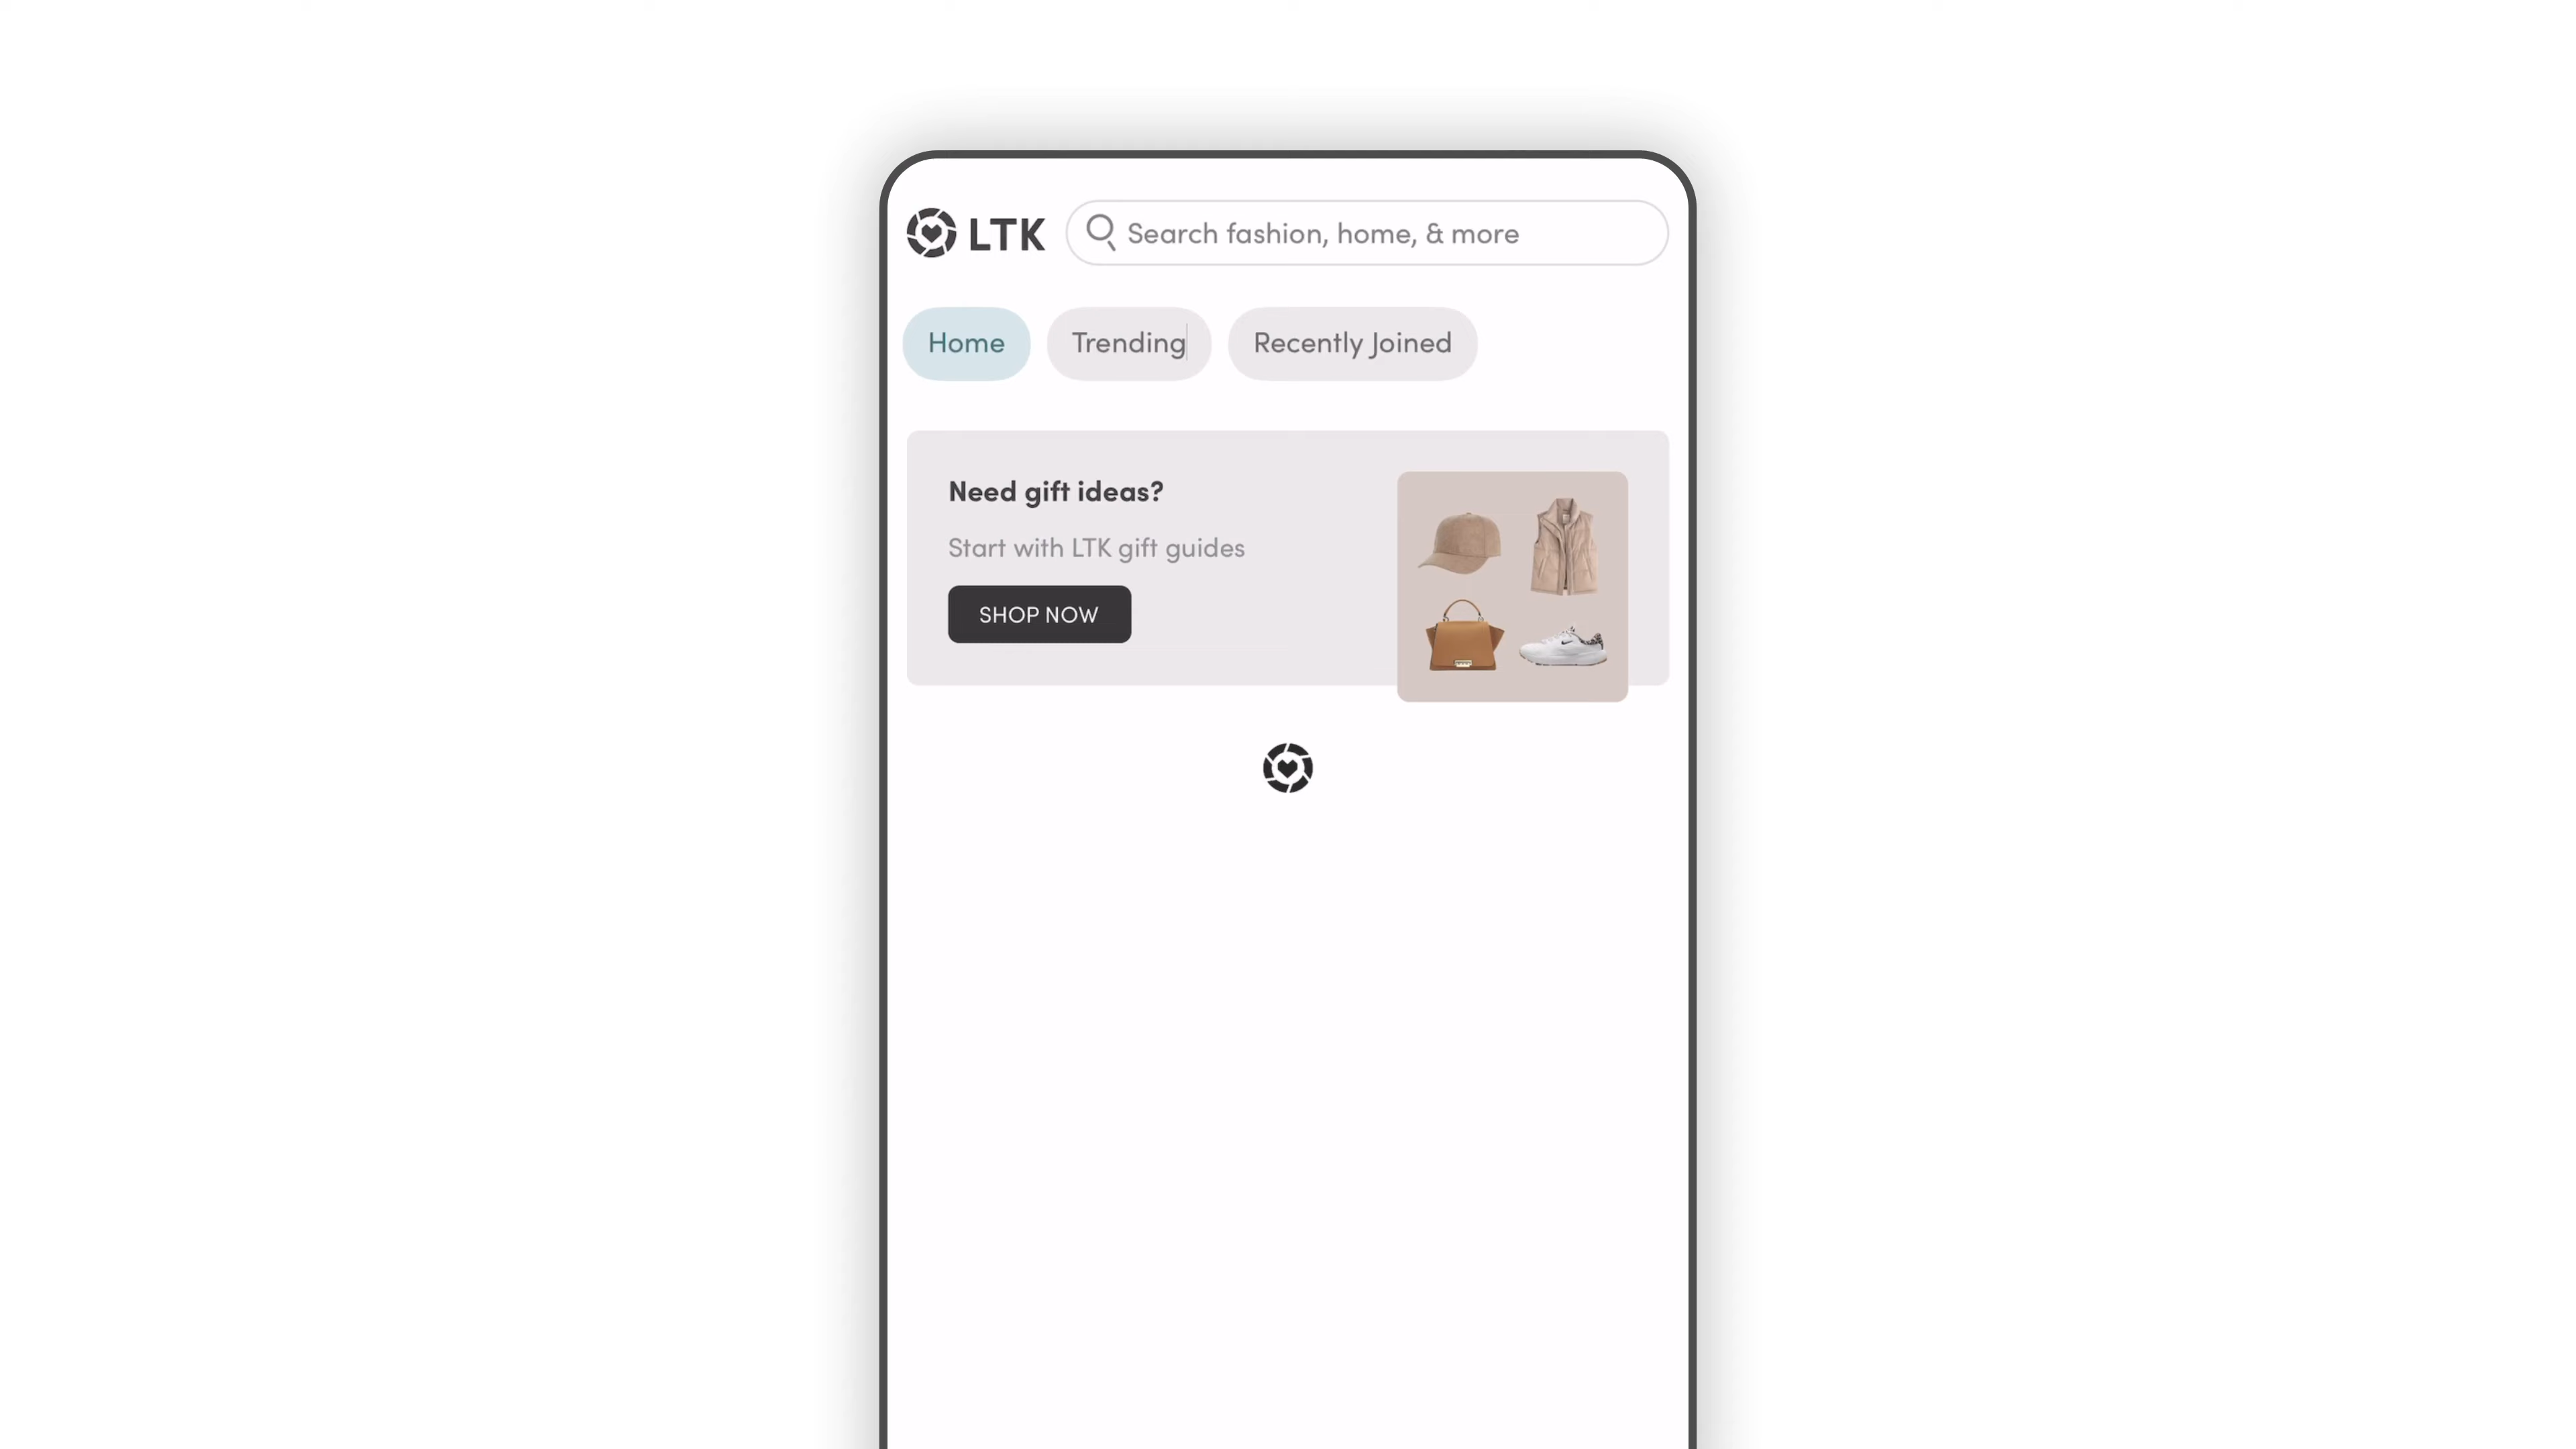 LTK
Search fashion, home, & more
Home
Trending
Recently Joined
Need gift ideas?
Start with LTK gift guides
SHOP NOW